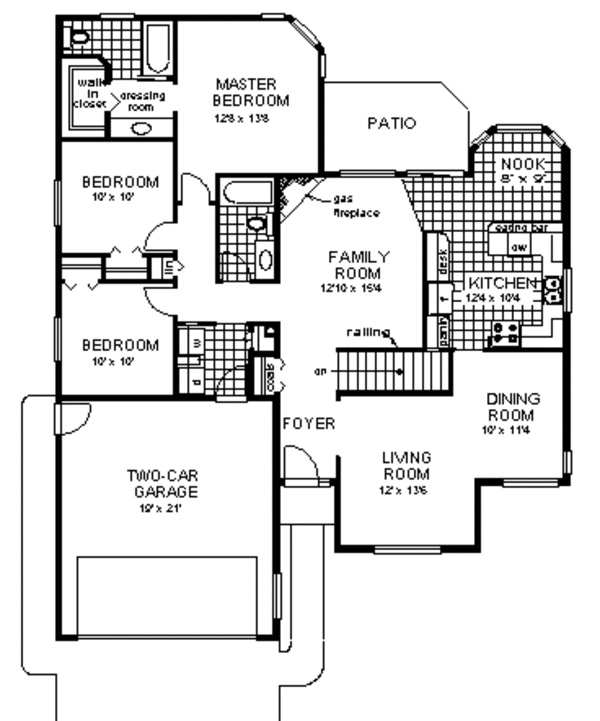 walk
in
closet
dressing
room
MASTER
BEDROOM
12'8 x 13'8
PATIO
NOOK
8' x 9'
BEDROOM
10' x 10'
gas
fireplace
eating bar
DW
FAMILY
ROOM
12'10 x 15'4
desk
lin
KITCHEN
12'4 x 10'4
f
pantry
railing
BEDROOM
10' x 10'
w
d
coats
dn
DINING
ROOM
10' x 11'4
FOYER
LIVING
ROOM
12' x 13'6
TWO-CAR
GARAGE
19' x 21'